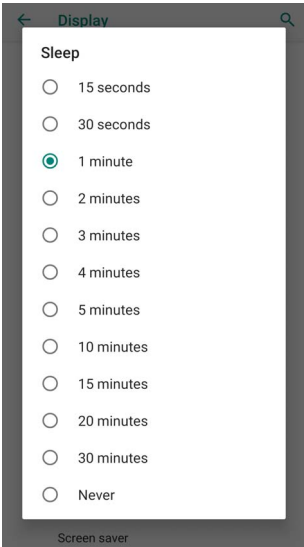 Display
Sleep
15 seconds
30 seconds
1 minute
2 minutes
3 minutes
4 minutes
5 minutes
10 minutes
15 minutes
20 minutes
30 minutes
Never
Screen saver